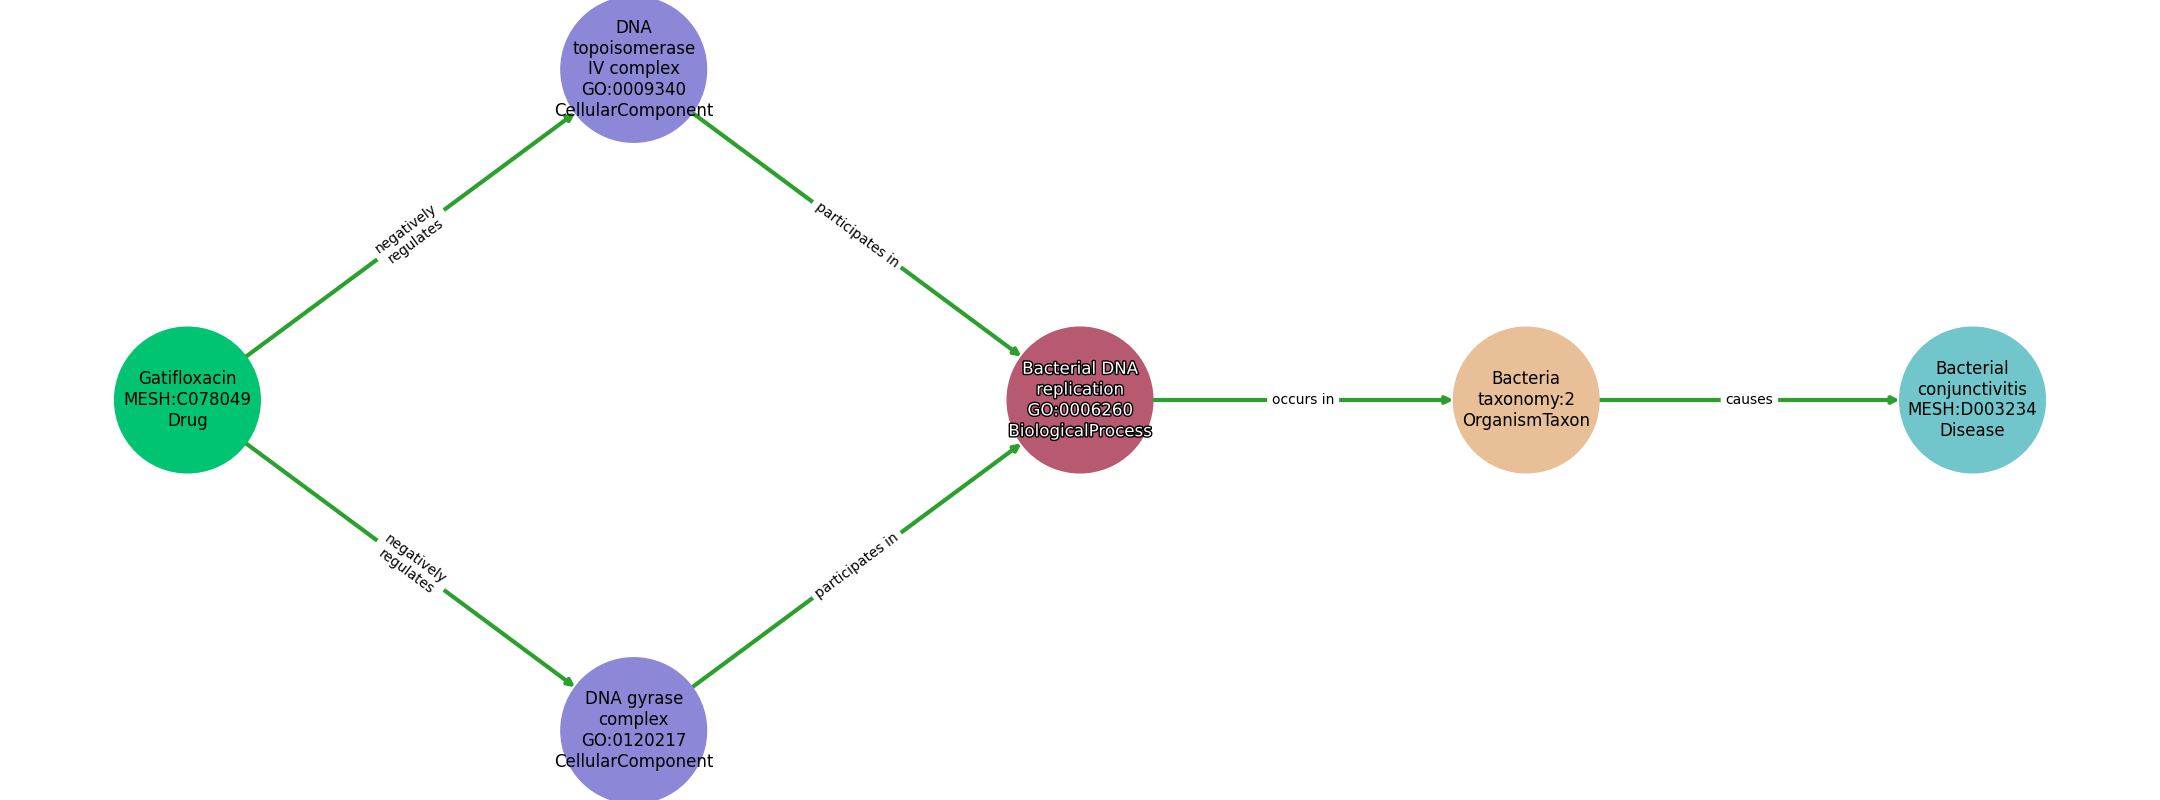 DNA
topoisomerase
IV complex
GO:0009340
CellularComponent
negatively
regulates
participates in
Gatifloxacin
MESH:C078049
Drug
Bacterial DNA
replication
GO:0006260
BiologicalProcess
occurs in
Bacteria
taxonomy:2
OrganismTaxon
causes
Bacterial
conjunctivitis
MESH:D003234
Disease
negatively
regulates
participates in
DNA gyrase
complex
GO:0120217
CellularComponent